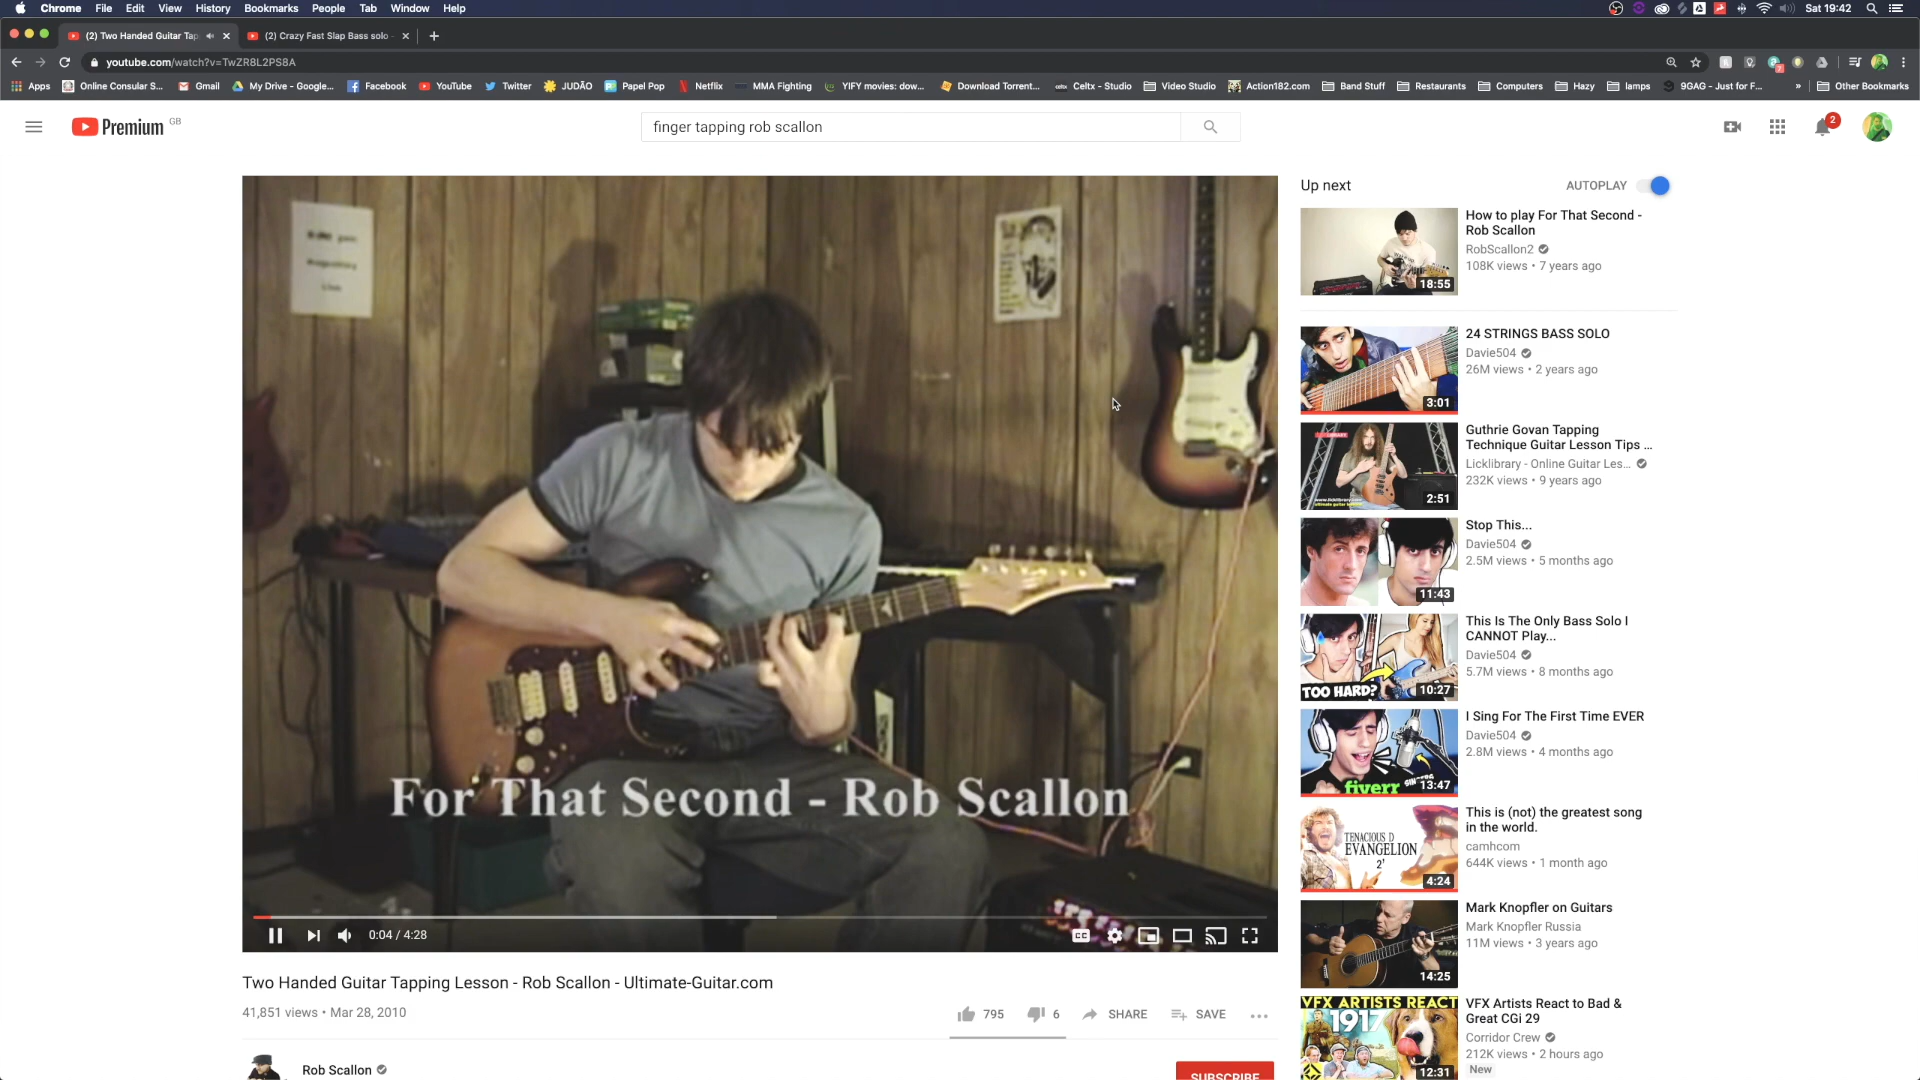 Chrome File Edit View History Bookmarks People Tab Window Help Sat 19:42
(2) Two Handed Guitar Tap (2) Crazy Fast Slap Bass solo
youtube.com/watch?v=TwZR8L2PS8A
Apps Online Consular S... Gmail My Drive - Google... Facebook YouTube Twitter JUDÃO Papel Pop Netflix MMA Fighting YIFY movies: dow... Download Torrent... Celtx - Studio Video Studio Action182.com Band Stuff Restaurants Computers Hazy lamps 9GAG - Just for F... » Other Bookmarks
Premium GB
finger tapping rob scallon
2
For That Second - Rob Scallon
0:04 / 4:28
CC
Two Handed Guitar Tapping Lesson - Rob Scallon - Ultimate-Guitar.com
41,851 views • Mar 28, 2010
795 6 SHARE SAVE
Rob Scallon
SUBSCRIBE
Up next AUTOPLAY
18:55
How to play For That Second -
Rob Scallon
RobScallon2
108K views • 7 years ago
3:01
24 STRINGS BASS SOLO
Davie504
26M views • 2 years ago
2:51
Guthrie Govan Tapping
Technique Guitar Lesson Tips ...
Licklibrary - Online Guitar Les...
232K views • 9 years ago
11:43
Stop This...
Davie504
2.5M views • 5 months ago
TOO HARD?
10:27
This Is The Only Bass Solo I
CANNOT Play...
Davie504
5.7M views • 8 months ago
fiverr
13:47
I Sing For The First Time EVER
Davie504
2.8M views • 4 months ago
TENACIOUS D
EVANGELION
2'
4:24
This is (not) the greatest song
in the world.
camhcom
644K views • 1 month ago
14:25
Mark Knopfler on Guitars
Mark Knopfler Russia
11M views • 3 years ago
VFX ARTISTS REACT
1917
12:31
VFX Artists React to Bad &
Great CGi 29
Corridor Crew
212K views • 2 hours ago
New